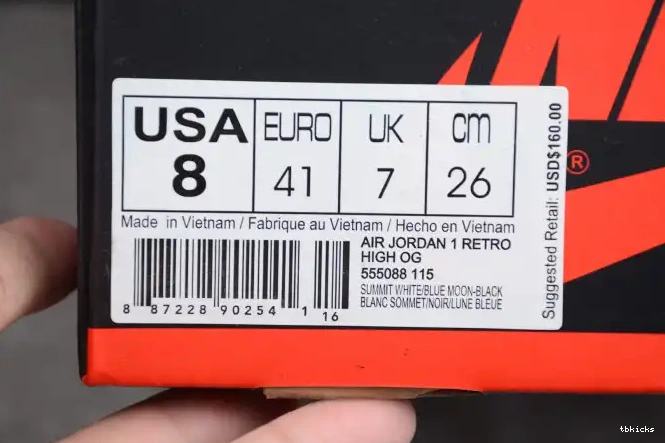 USA EURO UK cm
8 41 7 26
Made in Vietnam / Fabrique au Vietnam / Hecho en Vietnam
AIR JORDAN 1 RETRO
HIGH OG
555088 115
SUMMIT WHITE/BLUE MOON-BLACK
BLANC SOMMET/NOIR/LUNE BLEUE
8 87228 90254 1 16
Suggested Retail: USD$160.00
®
tbkicks